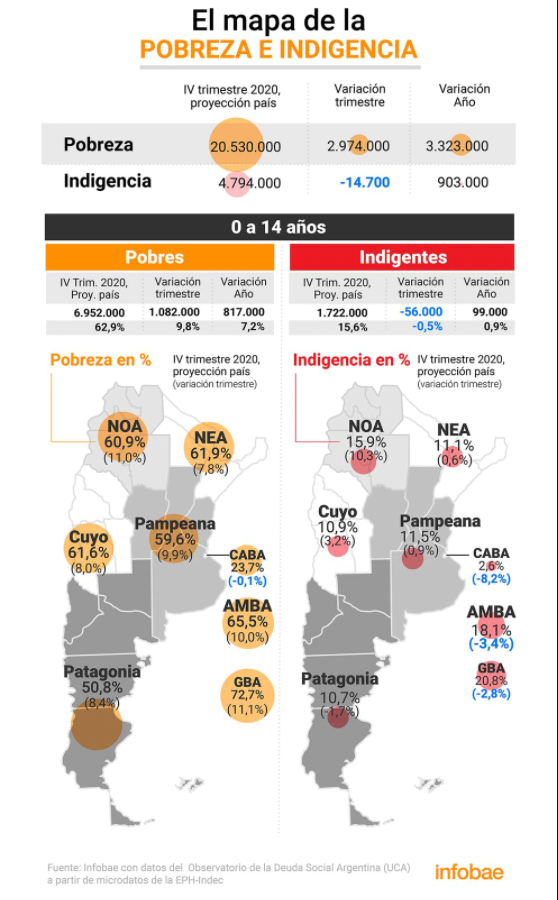 El mapa de la
POBREZA E INDIGENCIA
IV trimestre 2020, proyección país
Variación trimestre
Variación Año
Pobreza 20.530.000 2.974.000 3.323.000
Indigencia 4.794.000 -14.700 903.000
0 a 14 años
Pobres
IV Trim. 2020, Proy. país
Variación trimestre
Variación Año
6.952.000 1.082.000 817.000
62,9% 9,8% 7,2%
Indigentes
IV Trim. 2020, Proy. país
Variación trimestre
Variación Año
1.722.000 -56.000 99.000
15,6% -0,5% 0,9%
Pobreza en %
IV trimestre 2020,
proyección país
(variación trimestre)
NOA
60,9%
(11,0%)
NEA
61,9%
(7,8%)
Pampeana
59,6%
(9,9%)
Cuyo
61,6%
(8,0%)
CABA
23,7%
(-0,1%)
AMBA
65,5%
(10,0%)
Patagonia
50,8%
(8,4%)
GBA
72,7%
(11,1%)
Indigencia en %
IV trimestre 2020,
proyección país
(variación trimestre)
NOA
15,9%
(10,3%)
NEA
11,1%
(0,6%)
Cuyo
10,9%
(3,2%)
Pampeana
11,5%
(0,9%)
CABA
2,6%
(-8,2%)
AMBA
18,1%
(-3,4%)
GBA
20,8%
(-2,8%)
Patagonia
10,7%
(-1,7%)
Fuente: Infobae con datos del Observatorio de la Deuda Social Argentina (UCA)
a partir de microdatos de la EPH-Indec
infobae